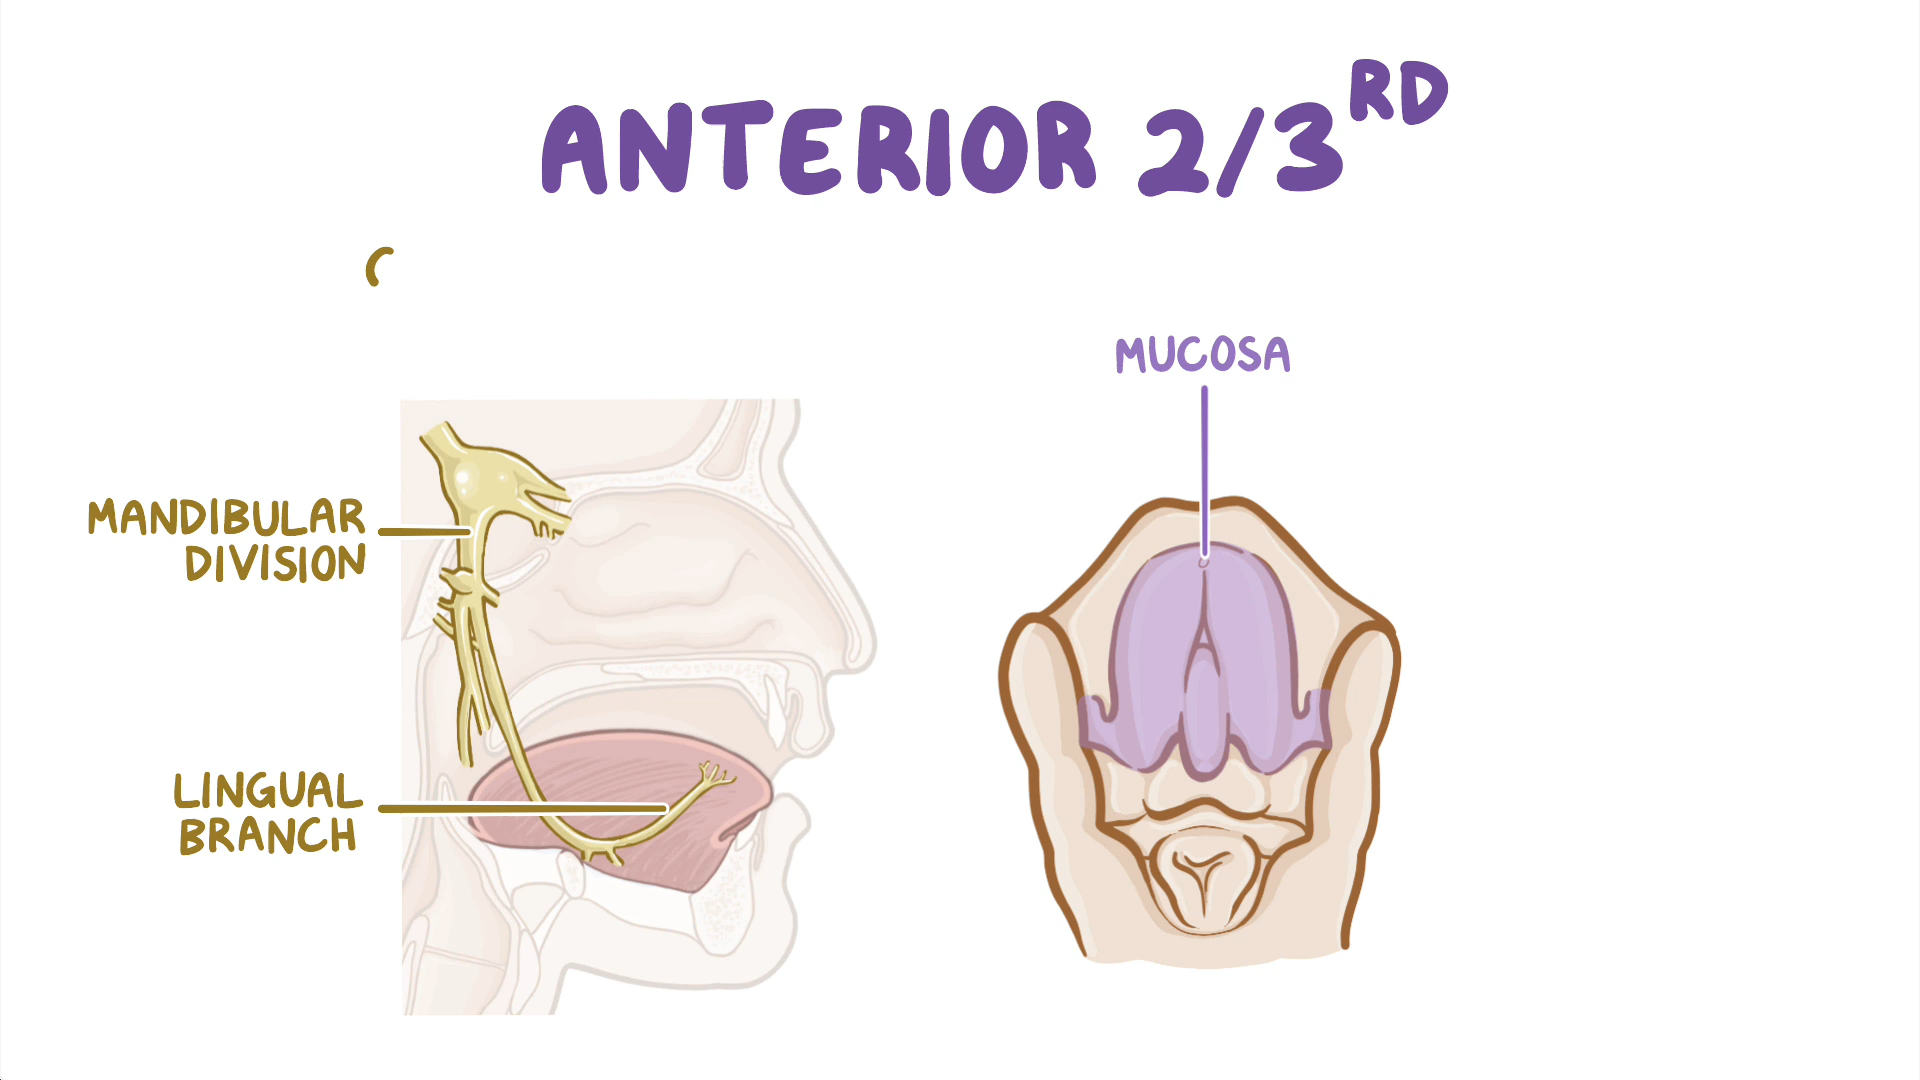 ANTERIOR 2/3RD
MUCOSA
MANDIBULAR
DIVISION
LINGUAL
BRANCH